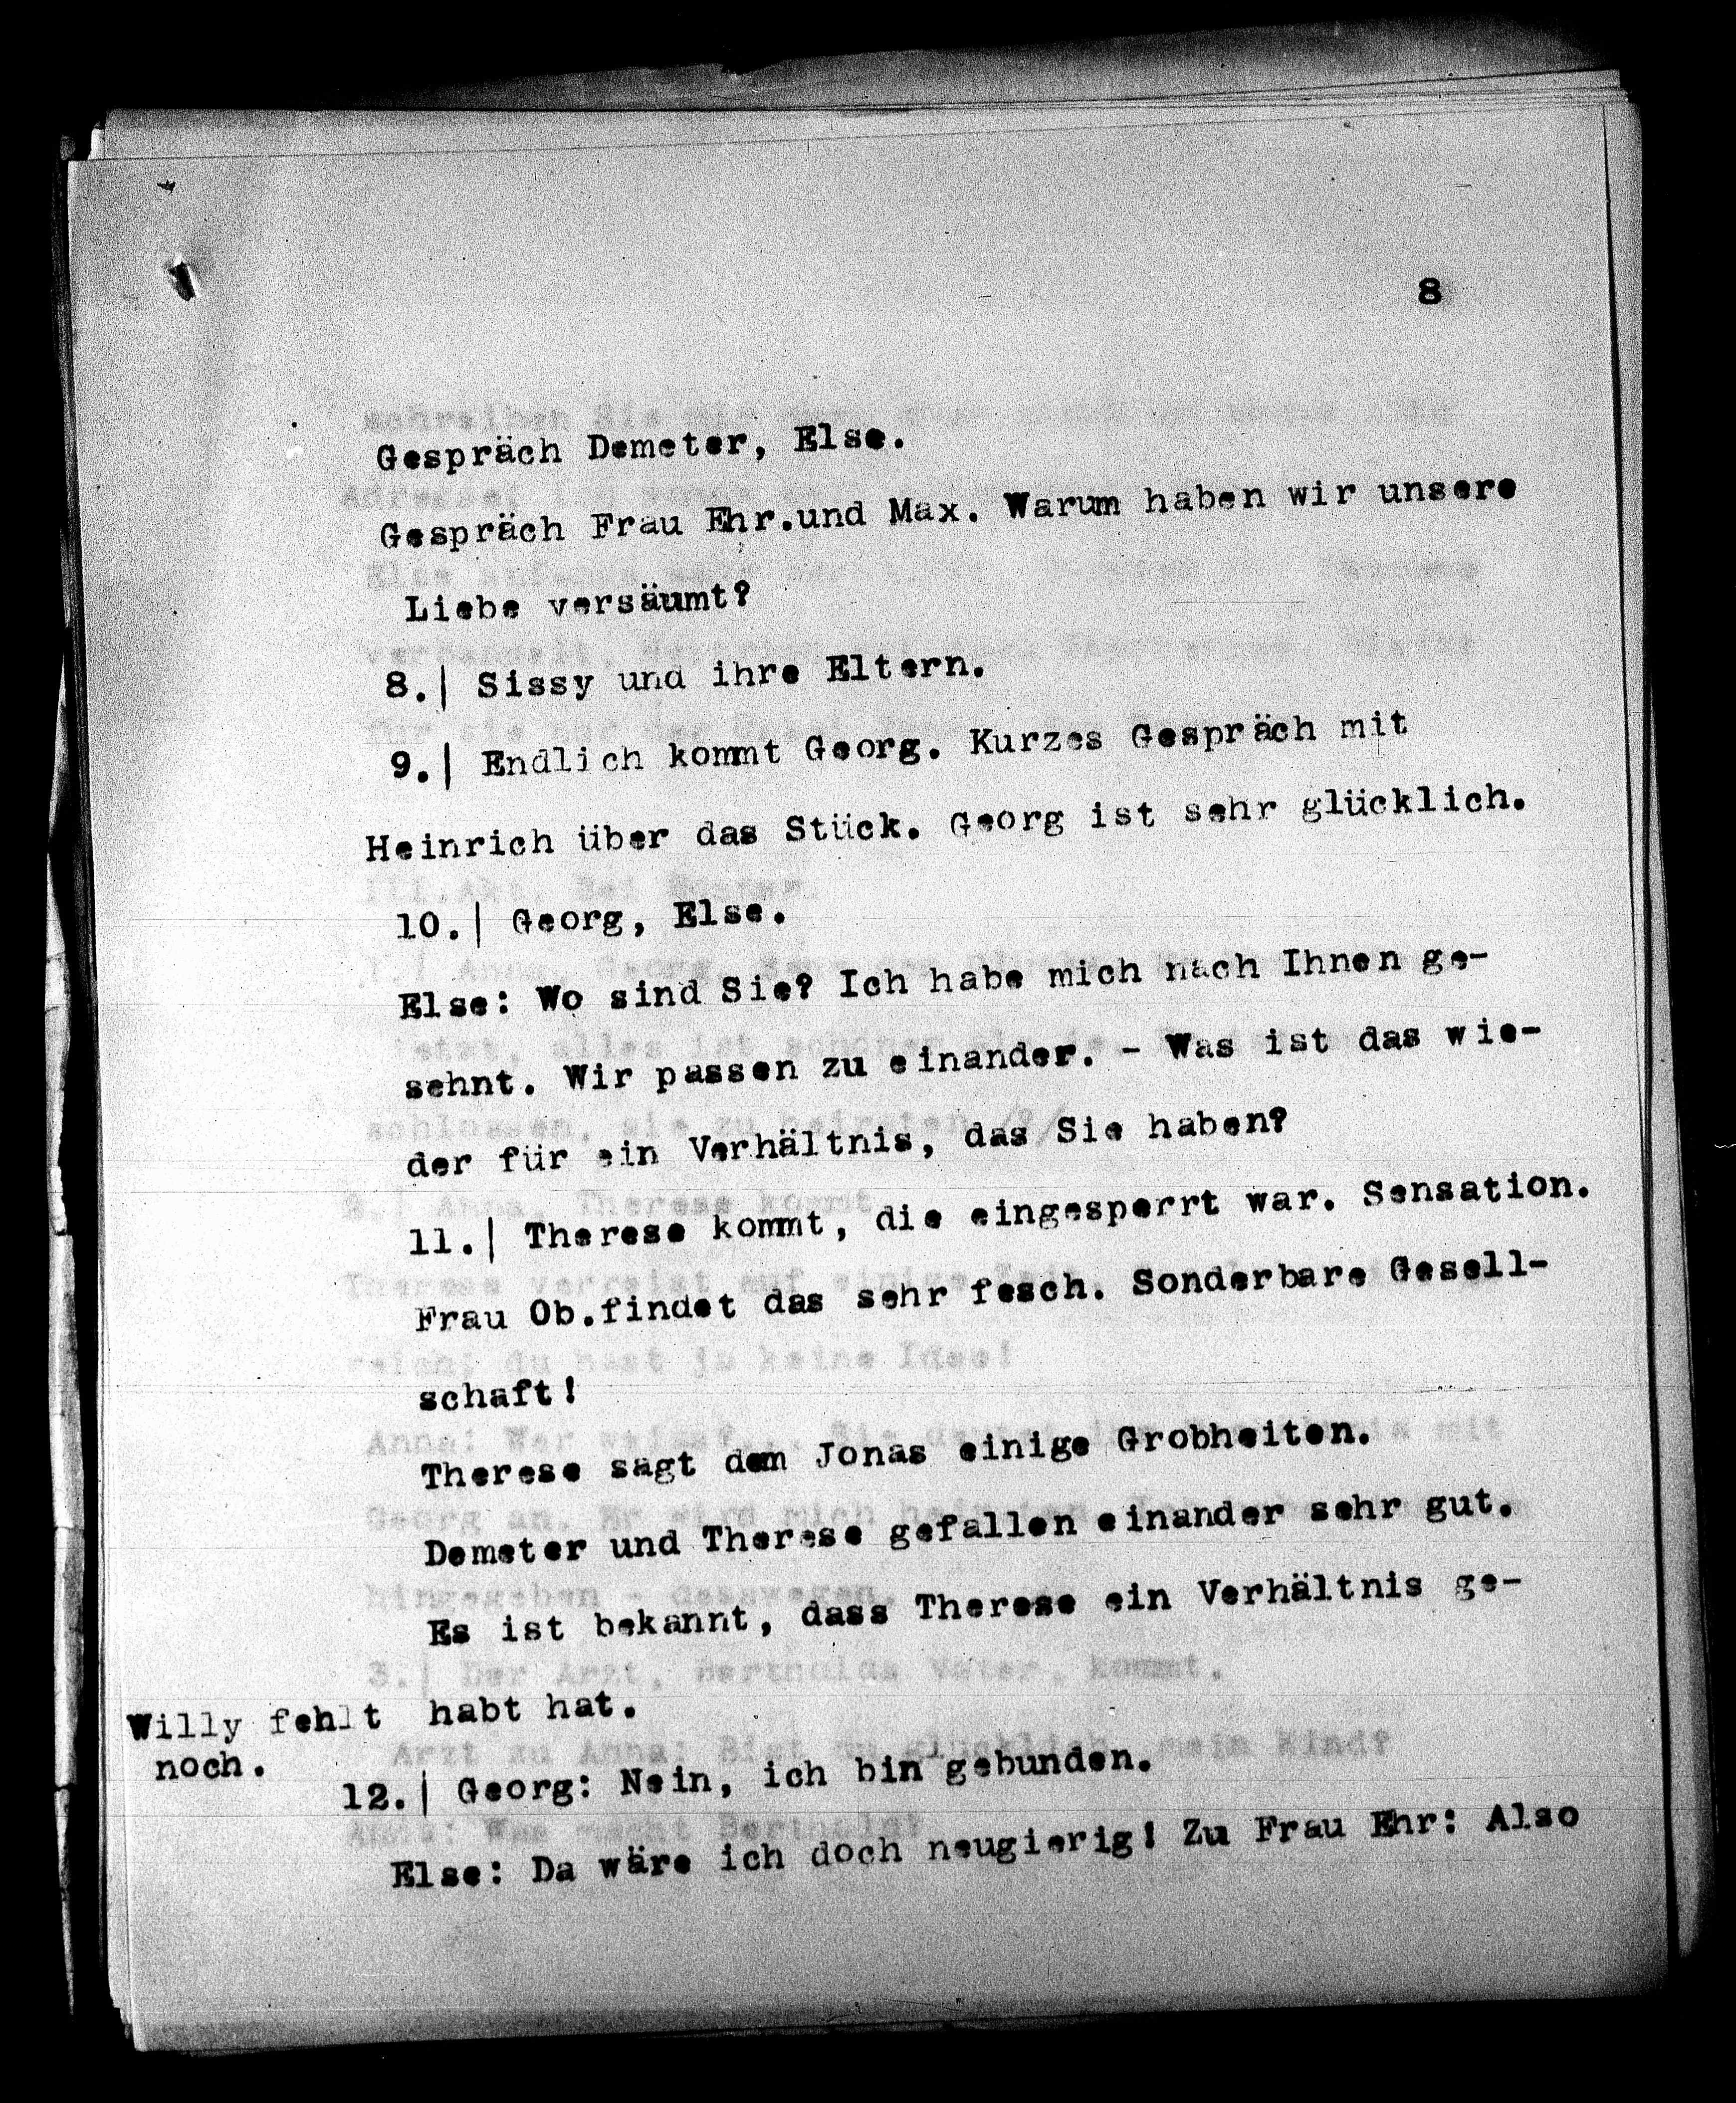 8
Gespräch Demeter, Else.
Gespräch Frau Ehr.und Max. Warum haben wir unsere
Liebe versäumt?
8.| Sissy und ihre Eltern.
9.| Endlich kommt Georg. Kurzes Gespräch mit
Heinrich über das Stück. Georg ist sehr glücklich.
10.| Georg, Else.
Else: Wo sind Sie? Ich habe mich nach Ihnen ge-
sehnt. Wir passen zu einander. - Was ist das wie-
der für ein Verhältnis, das Sie haben?
11.| Therese kommt, die eingesperrt war. Sensation.
Frau Ob.findet das sehr fesch. Sonderbare Gesell-
schaft!
Therese sagt dem Jonas einige Grobheiten.
Demeter und Therese gefallen einander sehr gut.
Es ist bekannt, dass Therese ein Verhältnis ge-
habt hat.
Willy fehlt
noch.
12.| Georg: Nein, ich bin gebunden.
Else: Da wäre ich doch neugierig! Zu Frau Ehr: Also